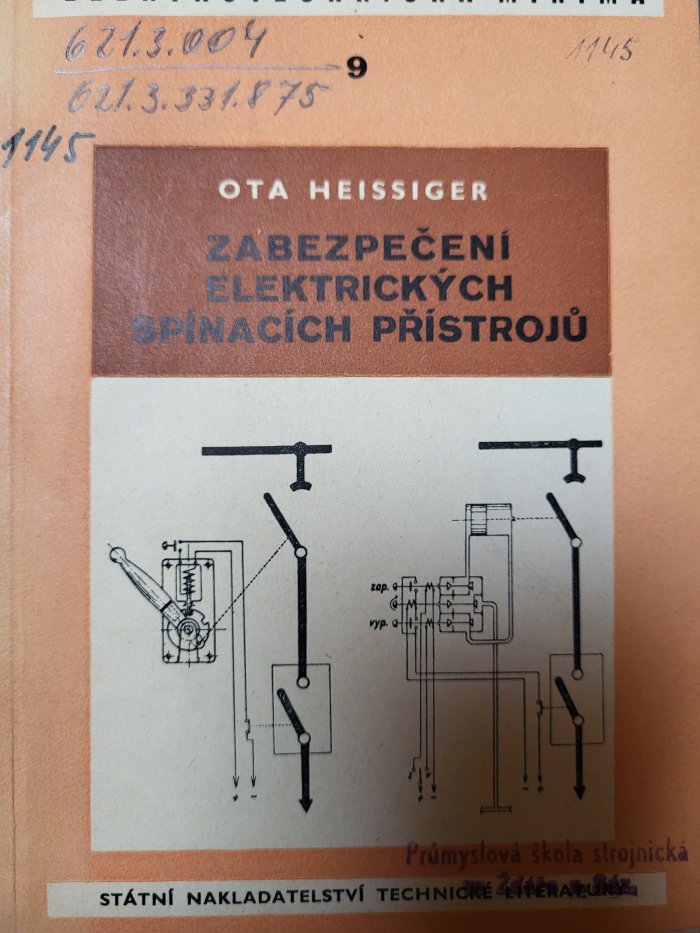 621.3.004
9
1145
621.3.331.875
1145
OTA HEISSIGER
ZABEZPEČENÍ
ELEKTRICKÝCH
SPÍNACÍCH PŘÍSTROJŮ
zap.
vyp.
+ -
+ -
+ -
Průmyslová škola strojnická
STÁTNÍ NAKLADATELSTVÍ TECHNICKÉ LITERATURY